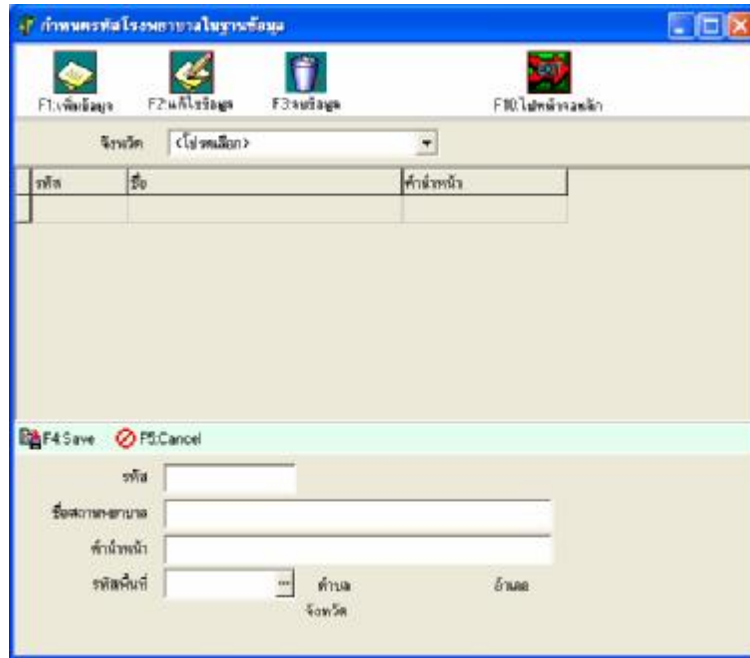 กำหนดรหัสโรงพยาบาลในฐานข้อมูล
F1:เพิ่มข้อมูล F2:แก้ไขข้อมูล F3:ลบข้อมูล EXIT F10:ไปหน้าจอหลัก
จังหวัด <โปรดเลือก>
รหัส ชื่อ คำนำหน้า
F4:Save F5:Cancel
รหัส
ชื่อสถานพยาบาล
คำนำหน้า
รหัสพื้นที่ ... ตำบล อำเภอ
จังหวัด